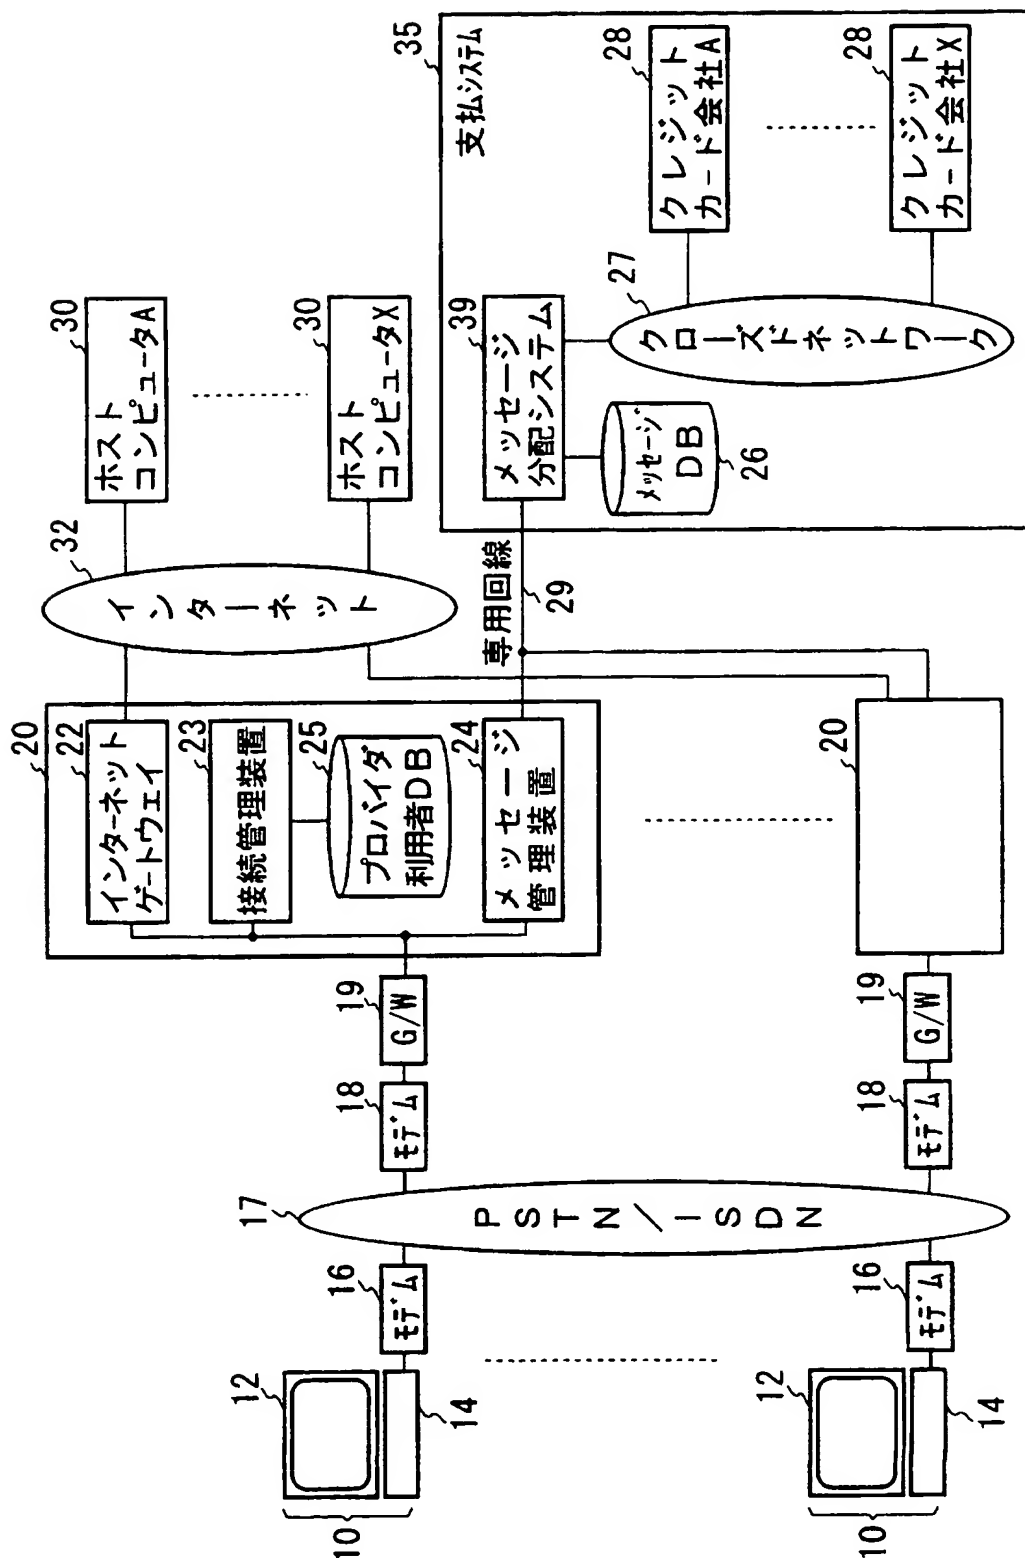 35
支払システム
28
クレジット
カード会社A
28
クレジット
カード会社X
27
クローズドネットワーク
39
メッセージ
分配システム
メッセージ
DB
26
30
ホスト
コンピュータA
30
ホスト
コンピュータX
32
インターネット
専用回線
29
20
22
インターネット
ゲートウェイ
23
接続管理装置
25
プロバイダ
利用者DB
24
メッセージ
管理装置
20
19
G/W
19
G/W
18
モデム
18
モデム
17
PSTN/ISDN
16
モデム
16
モデム
12
14
10
12
14
10